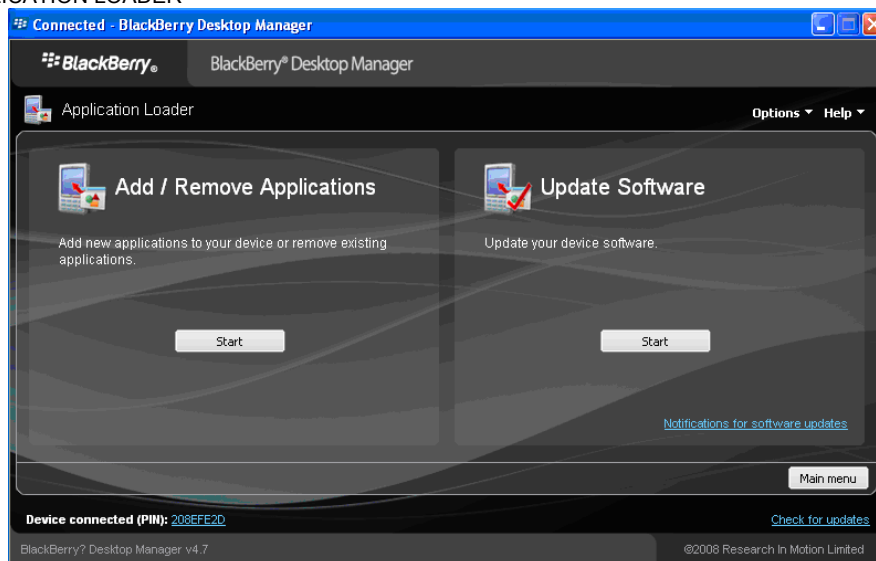 ICATION LOADER
Connected - BlackBerry Desktop Manager
BlackBerry® BlackBerry® Desktop Manager
Application Loader Options Help
Add / Remove Applications
Add new applications to your device or remove existing
applications.
Start
Update Software
Update your device software.
Start
Notifications for software updates
Main menu
Device connected (PIN): 208EFE2D Check for updates
BlackBerry? Desktop Manager v4.7 ©2008 Research In Motion Limited